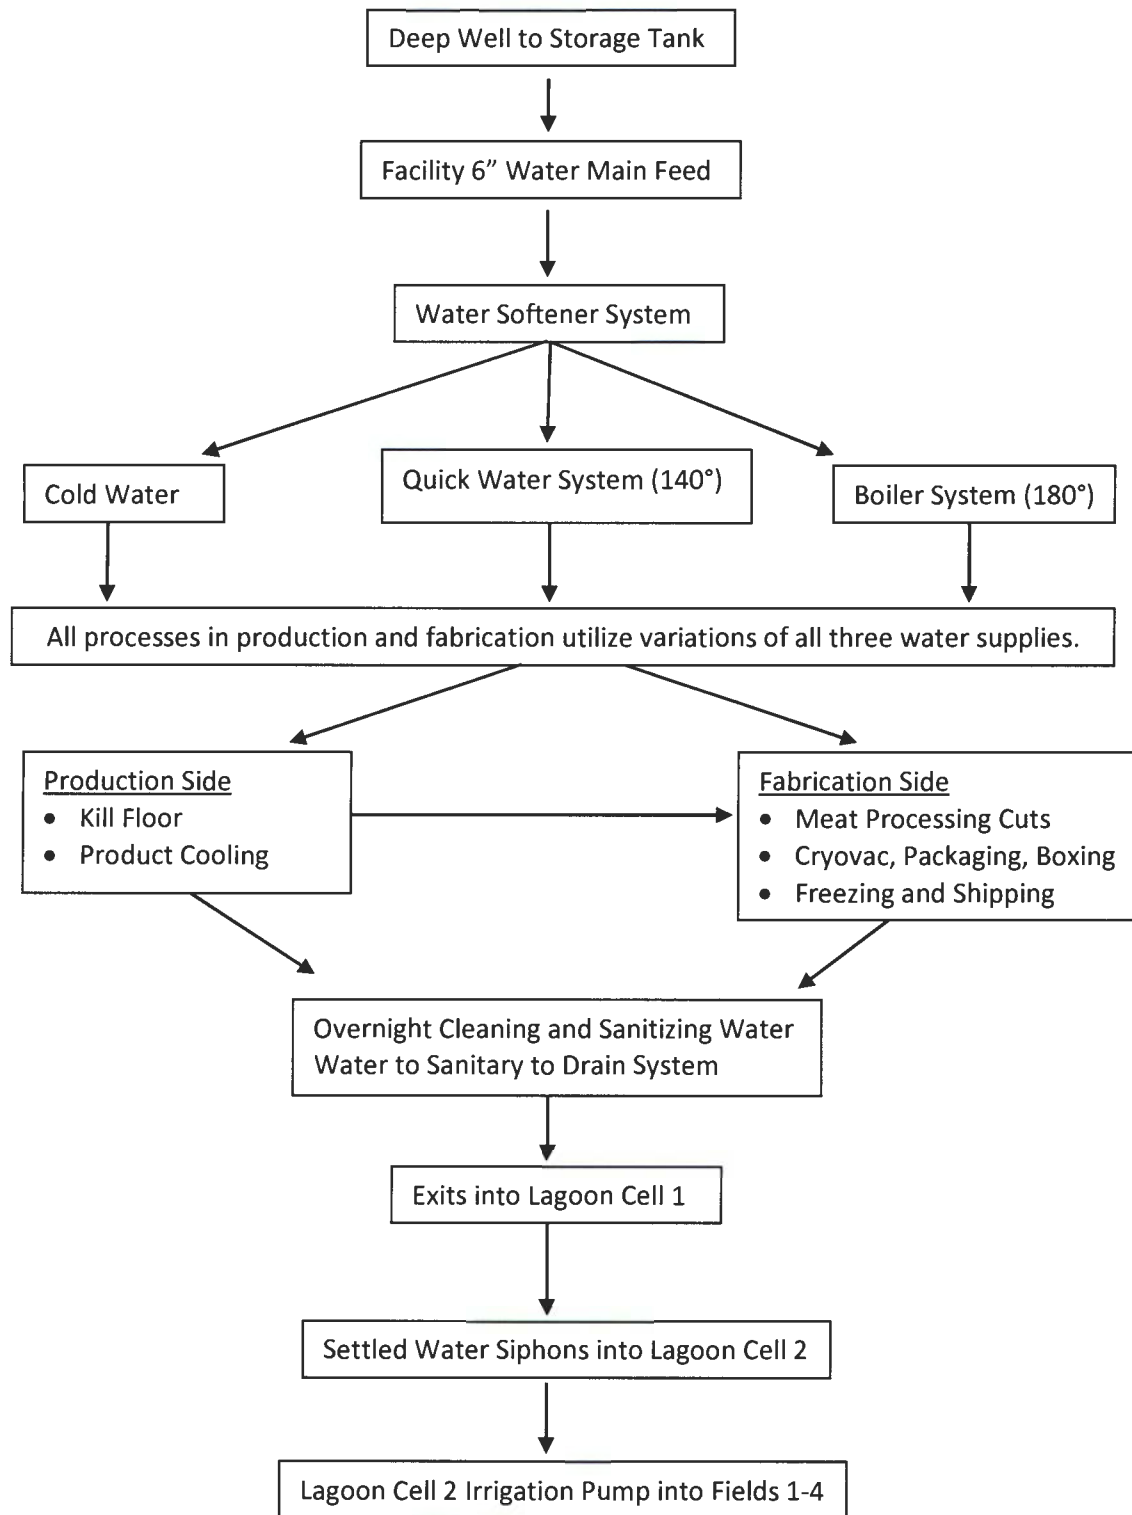 Deep Well to Storage Tank
Facility 6” Water Main Feed
Water Softener System
Cold Water
Quick Water System (140°)
Boiler System (180°)
All processes in production and fabrication utilize variations of all three water supplies.
Production Side
• Kill Floor
• Product Cooling
Fabrication Side
• Meat Processing Cuts
• Cryovac, Packaging, Boxing
• Freezing and Shipping
Overnight Cleaning and Sanitizing Water
Water to Sanitary to Drain System
Exits into Lagoon Cell 1
Settled Water Siphons into Lagoon Cell 2
Lagoon Cell 2 Irrigation Pump into Fields 1-4